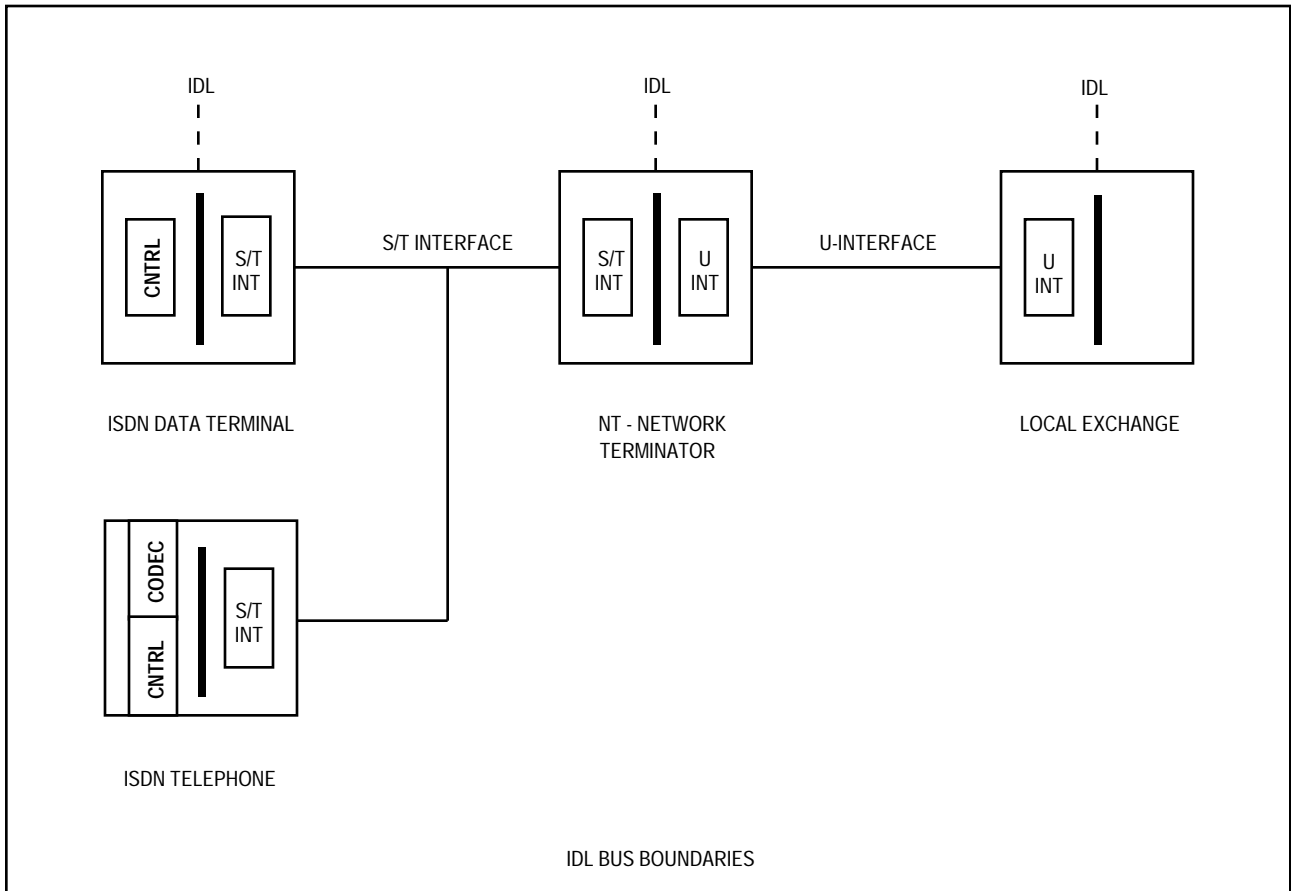 IDL
IDL
IDL
CNTRL
S/T
INT
S/T INTERFACE
S/T
INT
U
INT
U-INTERFACE
U
INT
ISDN DATA TERMINAL
NT - NETWORK
TERMINATOR
LOCAL EXCHANGE
CODEC
CNTRL
S/T
INT
ISDN TELEPHONE
IDL BUS BOUNDARIES